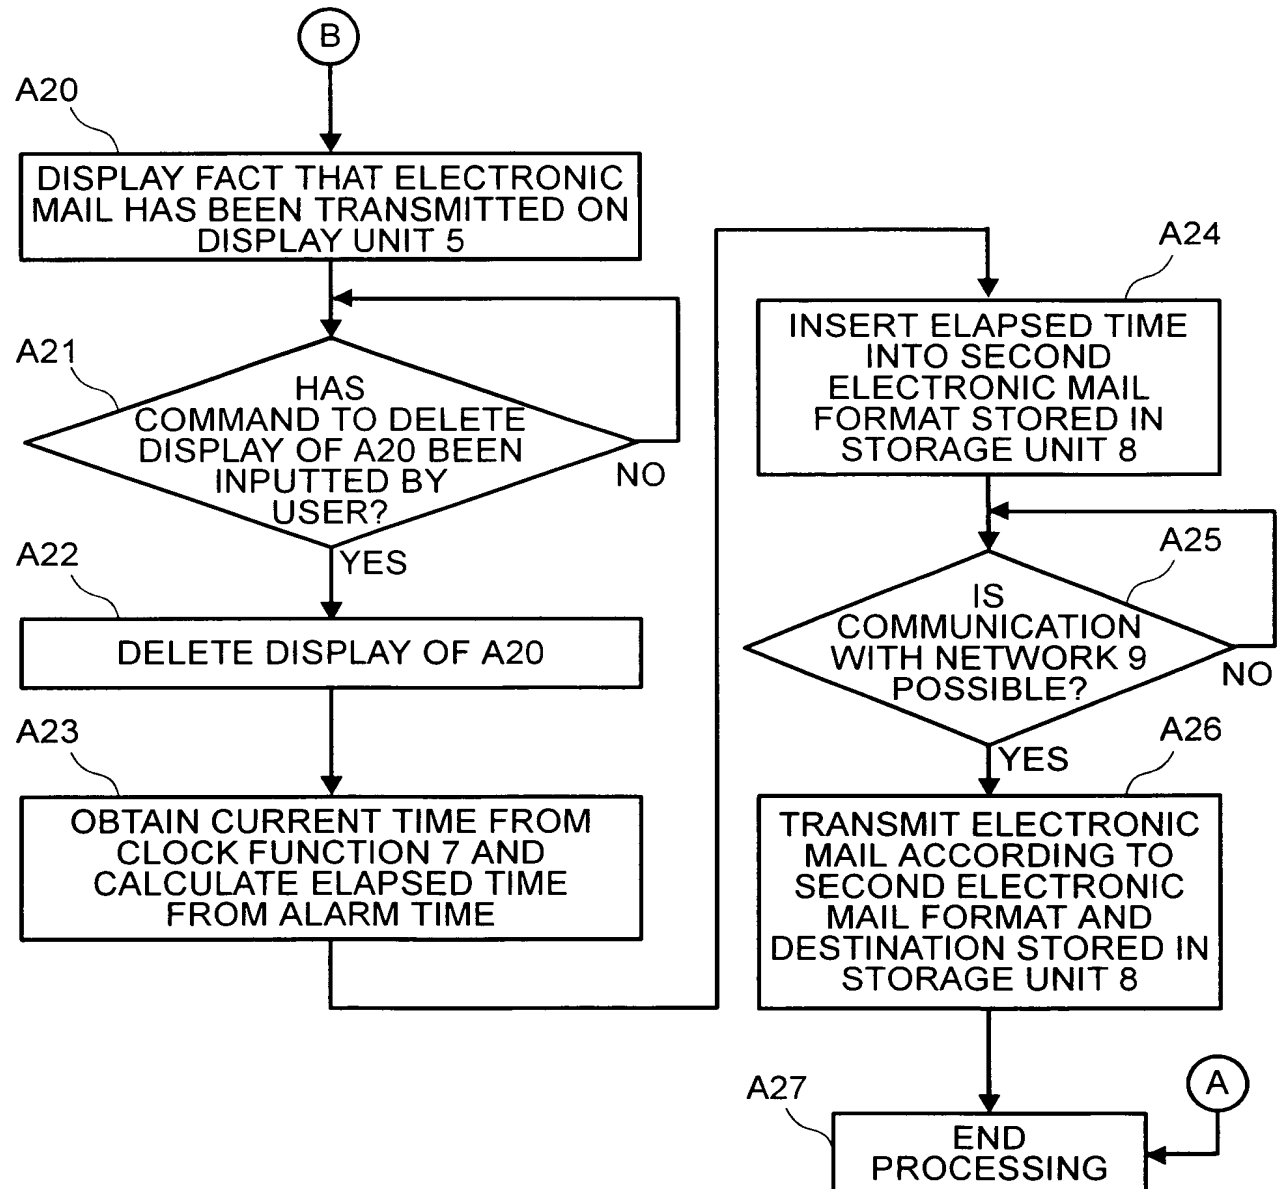 B
A20
DISPLAY FACT THAT ELECTRONIC
MAIL HAS BEEN TRANSMITTED ON
DISPLAY UNIT 5
A21
HAS
COMMAND TO DELETE
DISPLAY OF A20 BEEN
INPUTTED BY
USER?
NO
YES
A22
DELETE DISPLAY OF A20
A23
OBTAIN CURRENT TIME FROM
CLOCK FUNCTION 7 AND
CALCULATE ELAPSED TIME
FROM ALARM TIME
A24
INSERT ELAPSED TIME
INTO SECOND
ELECTRONIC MAIL
FORMAT STORED IN
STORAGE UNIT 8
A25
IS
COMMUNICATION
WITH NETWORK 9
POSSIBLE?
NO
YES
A26
TRANSMIT ELECTRONIC
MAIL ACCORDING TO
SECOND ELECTRONIC
MAIL FORMAT AND
DESTINATION STORED IN
STORAGE UNIT 8
A
A27
END
PROCESSING